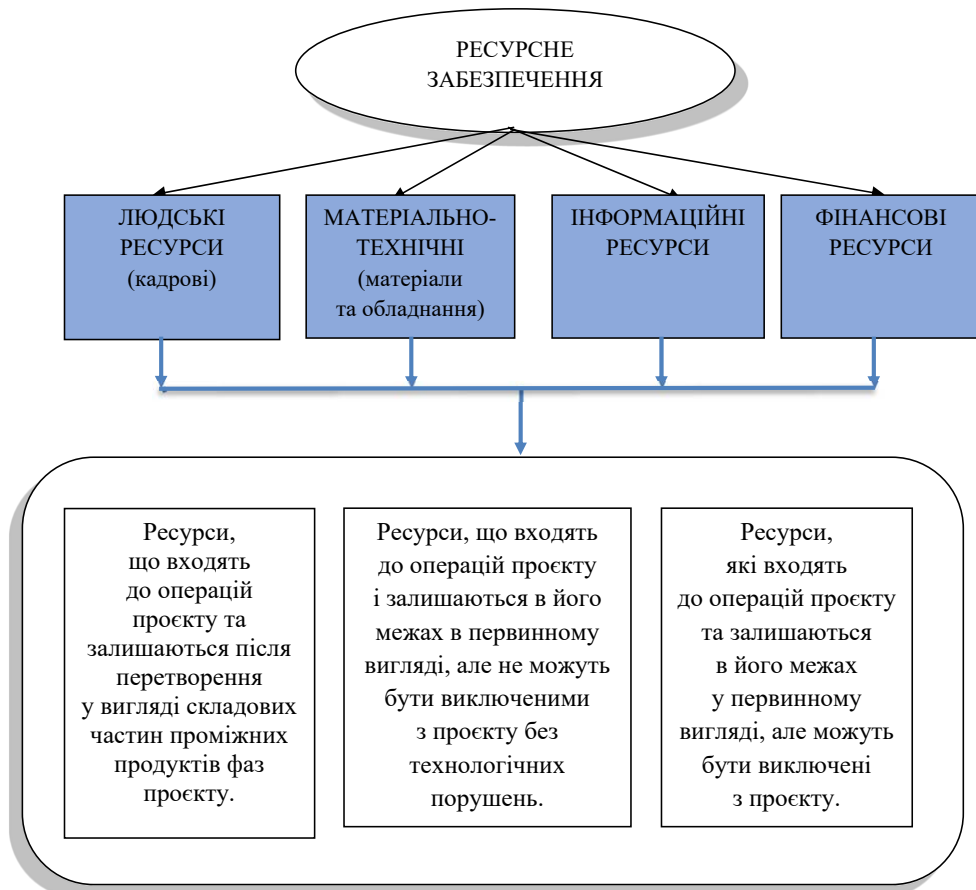 РЕСУРСНЕ
ЗАБЕЗПЕЧЕННЯ
ЛЮДСЬКІ
РЕСУРСИ
(кадрові)
МАТЕРІАЛЬНО-
ТЕХНІЧНІ
(матеріали
та обладнання)
ІНФОРМАЦІЙНІ
РЕСУРСИ
ФІНАНСОВІ
РЕСУРСИ
Ресурси,
що входять
до операцій
проєкту та
залишаються після
перетворення
у вигляді складових
частин проміжних
продуктів фаз
проєкту.
Ресурси, що входять
до операцій проєкту
і залишаються в його
межах в первинному
вигляді, але не можуть
бути виключеними
з проєкту без
технологічних
порушень.
Ресурси,
які входять
до операцій проєкту
та залишаються
в його межах
у первинному
вигляді, але можуть
бути виключені
з проєкту.